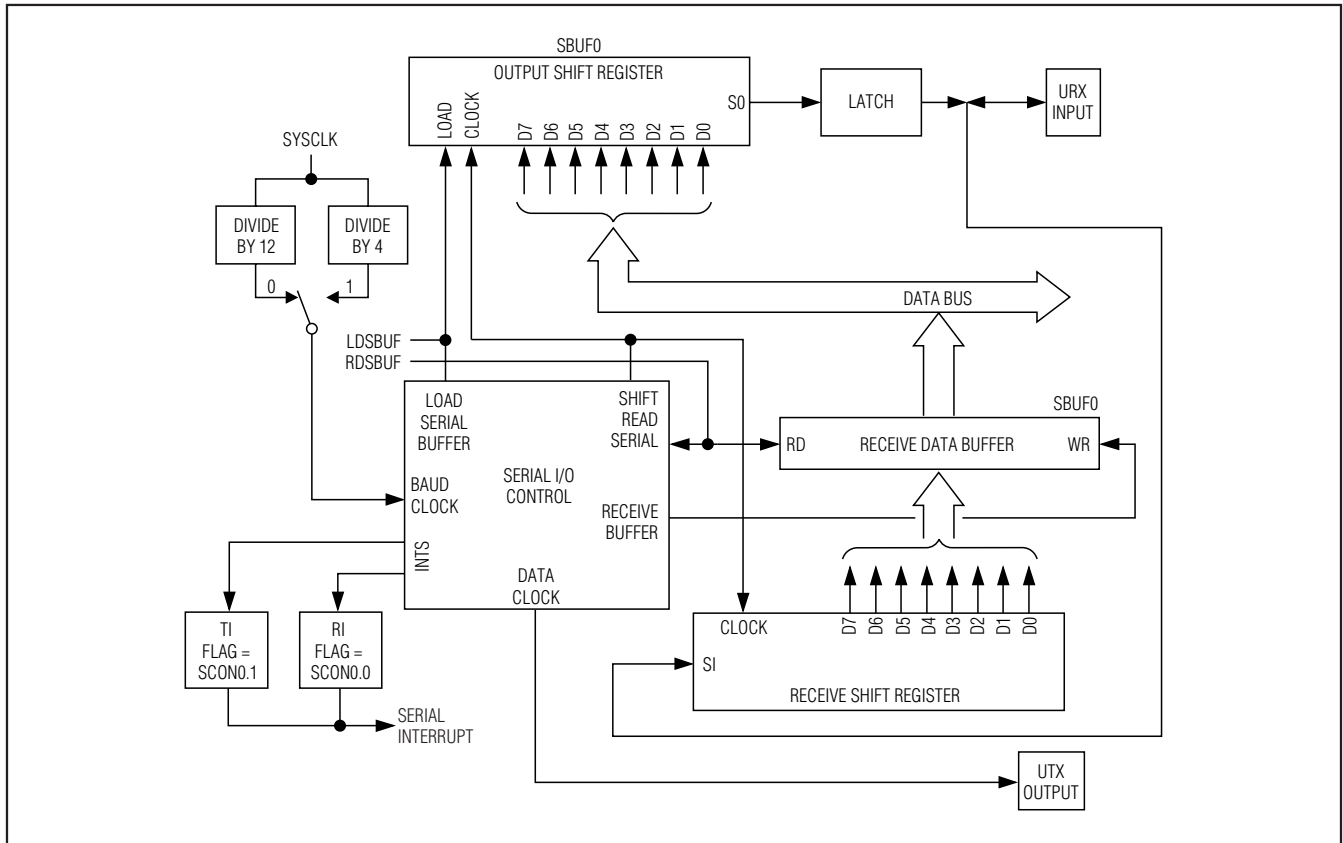 SBUF0
OUTPUT SHIFT REGISTER
LOAD
CLOCK
D7
D6
D5
D4
D3
D2
D1
D0
S0
LATCH
URX
INPUT
SYSCLK
DIVIDE
BY 12
DIVIDE
BY 4
0
1
DATA BUS
LDSBUF
RDSBUF
LOAD
SERIAL
BUFFER
SHIFT
READ
SERIAL
BAUD
CLOCK
SERIAL I/O
CONTROL
RECEIVE
BUFFER
INTS
DATA
CLOCK
SBUF0
RD
RECEIVE DATA BUFFER
WR
TI
FLAG =
SCON0.1
RI
FLAG =
SCON0.0
SERIAL
INTERRUPT
CLOCK
D7
D6
D5
D4
D3
D2
D1
D0
SI
RECEIVE SHIFT REGISTER
UTX
OUTPUT